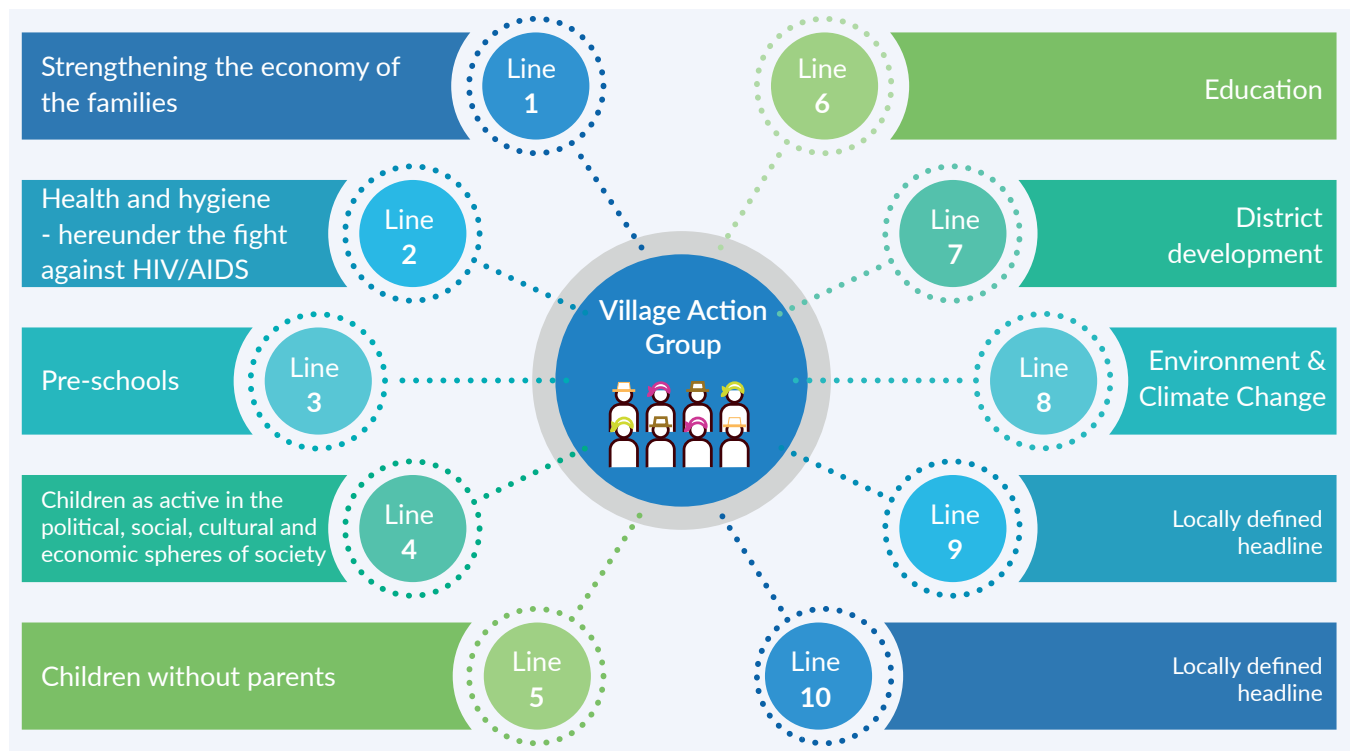 Strengthening the economy of
the families
Line
1
Health and hygiene
- hereunder the fight
against HIV/AIDS
Line
2
Pre-schools
Line
3
Children as active in the
political, social, cultural and
economic spheres of society
Line
4
Children without parents
Line
5
Village Action
Group
Line
6
Education
Line
7
District
development
Line
8
Environment &
Climate Change
Line
9
Locally defined
headline
Line
10
Locally defined
headline